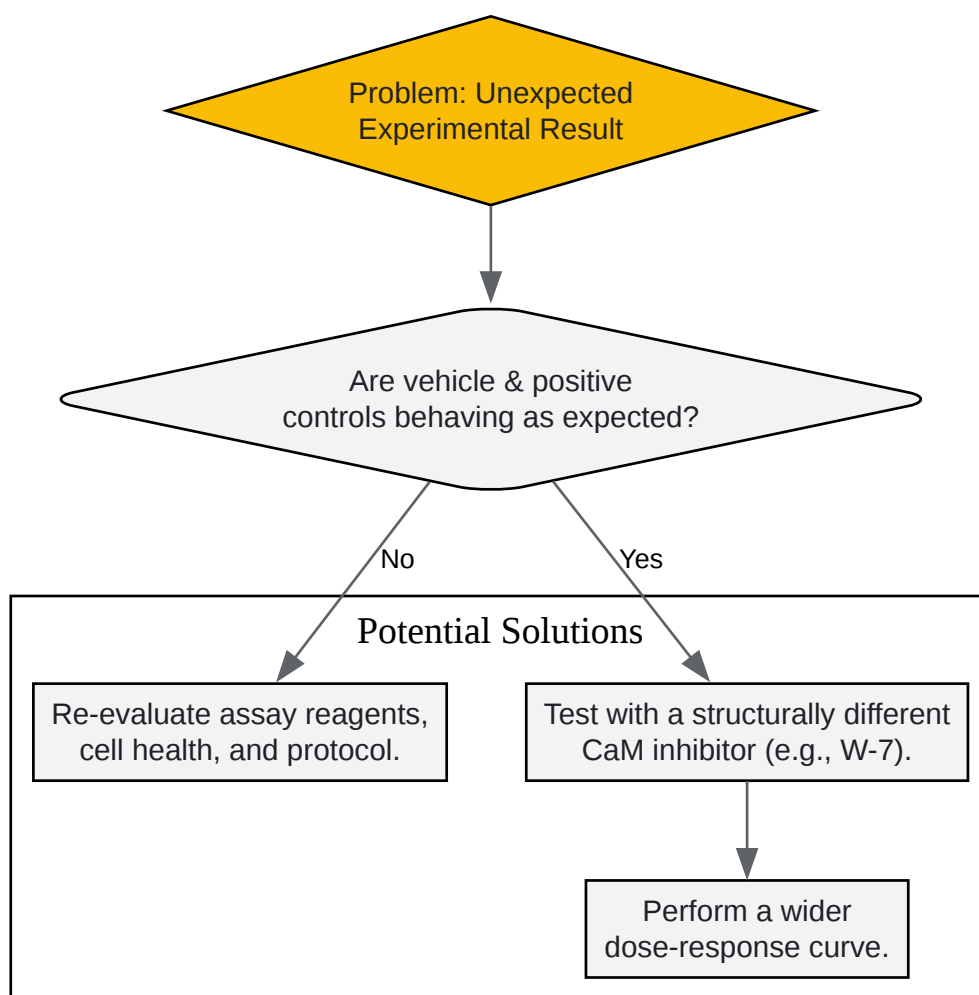 Problem: Unexpected
Experimental Result
Are vehicle & positive
controls behaving as expected?
No
Yes
Potential Solutions
Re-evaluate assay reagents,
cell health, and protocol.
Test with a structurally different
CaM inhibitor (e.g., W-7).
Perform a wider
dose-response curve.